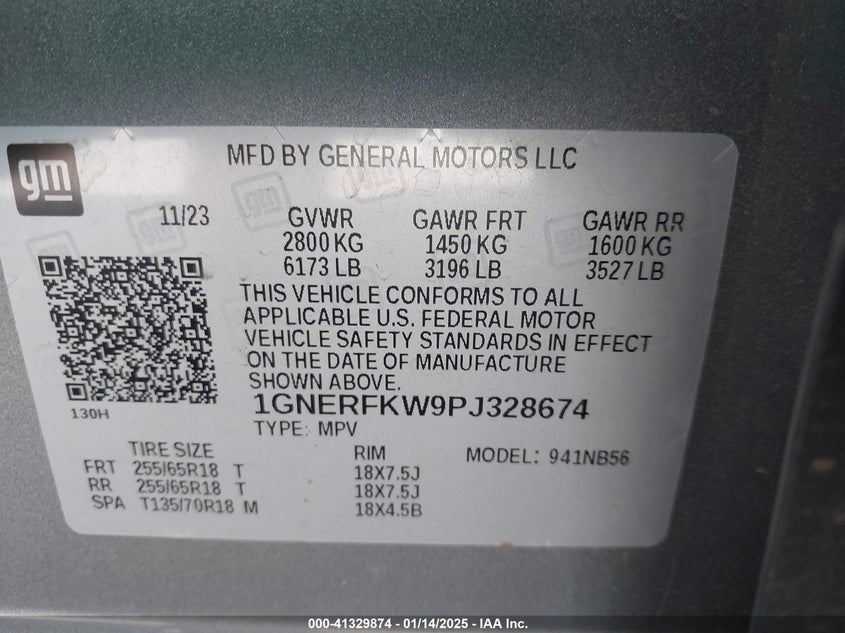 gm
MFD BY GENERAL MOTORS LLC
11/23 GVWR GAWR FRT GAWR RR
2800 KG 1450 KG 1600 KG
6173 LB 3196 LB 3527 LB
THIS VEHICLE CONFORMS TO ALL
APPLICABLE U.S. FEDERAL MOTOR
VEHICLE SAFETY STANDARDS IN EFFECT
ON THE DATE OF MANUFACTURE
SHOWN ABOVE.
130H
1GNERFKW9PJ328674
TYPE: MPV
TIRE SIZE RIM MODEL: 941NB56
FRT 255/65R18 T 18X7.5J
RR 255/65R18 T 18X7.5J
SPA T135/70R18 M 18X4.5B
000-41329874 - 01/14/2025 - IAA Inc.